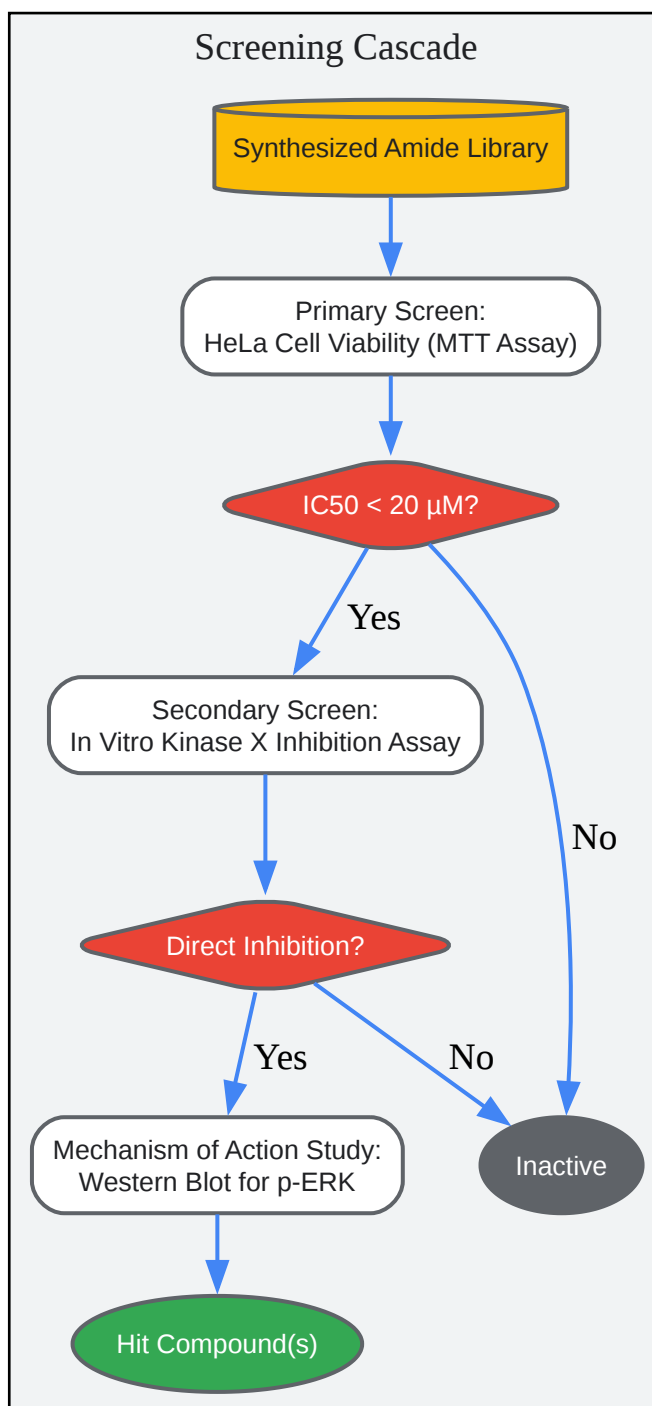 Screening Cascade
Synthesized Amide Library
Primary Screen:
HeLa Cell Viability (MTT Assay)
IC50 < 20 µM?
Yes
Secondary Screen:
In Vitro Kinase X Inhibition Assay
No
Direct Inhibition?
Yes
No
Mechanism of Action Study:
Western Blot for p-ERK
Inactive
Hit Compound(s)